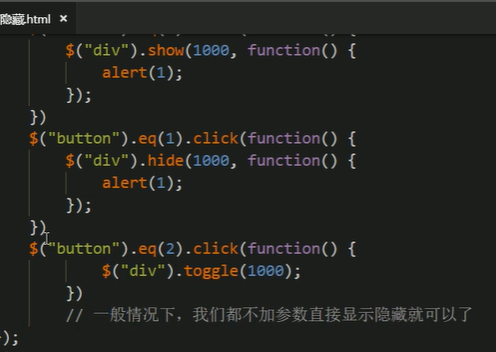 隐藏.html ×
$("div").show(1000, function() {
alert(1);
});
})
$("button").eq(1).click(function() {
$("div").hide(1000, function() {
alert(1);
});
})
$("button").eq(2).click(function() {
$("div").toggle(1000);
})
// 一般情况下，我们都不加参数直接显示隐藏就可以了
});